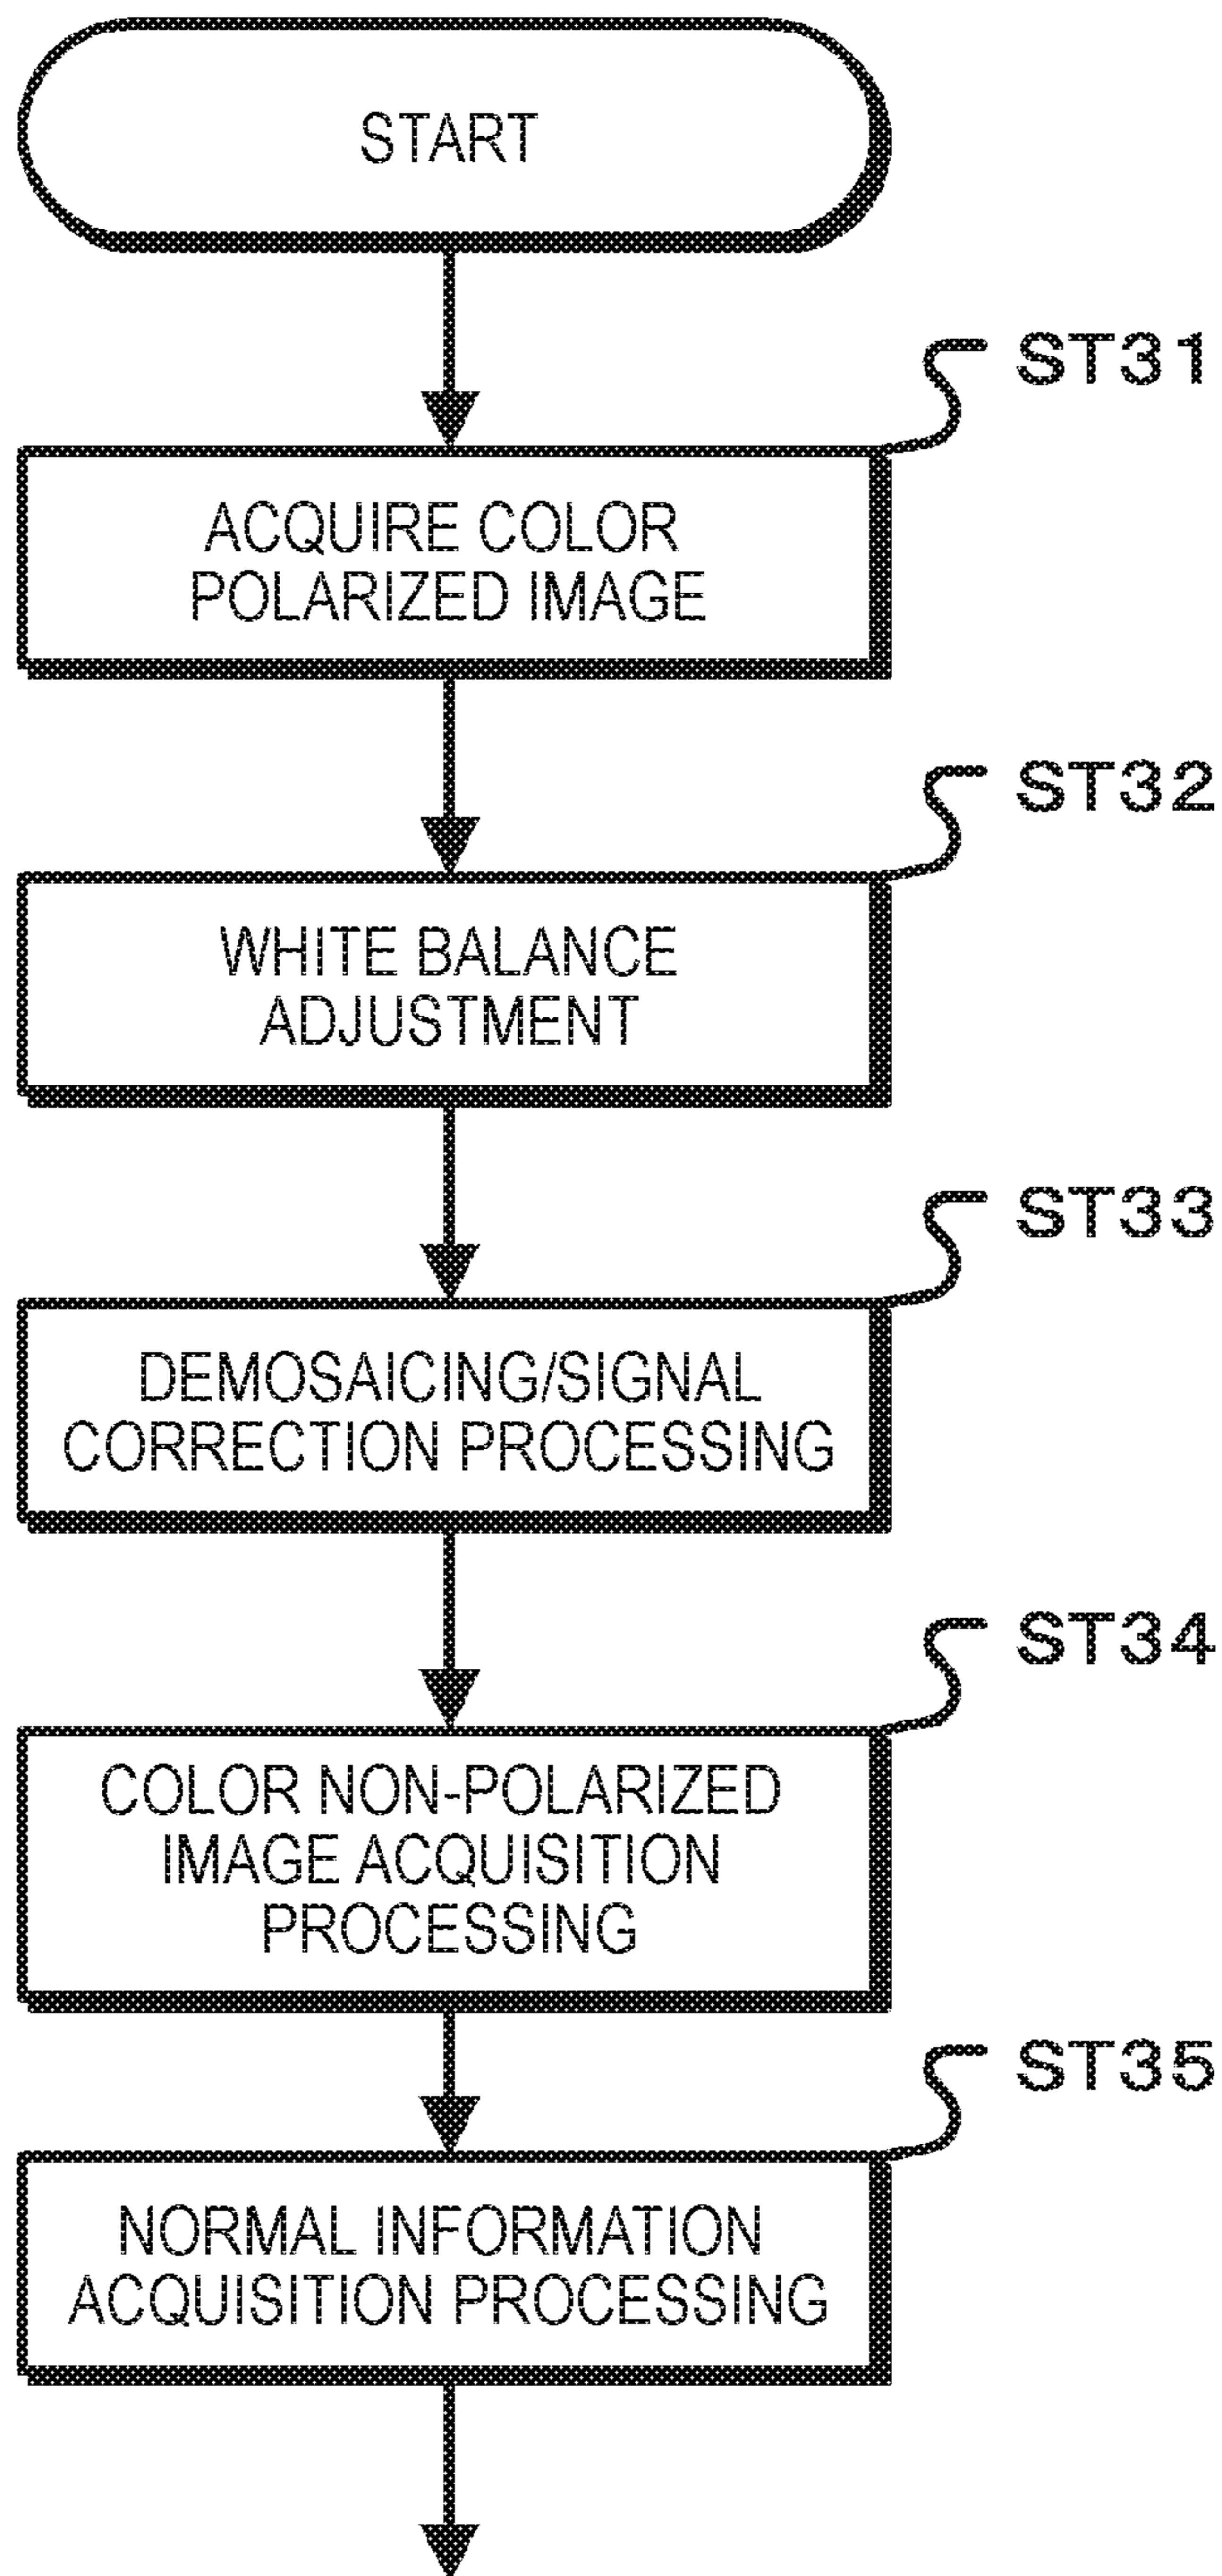 START
ST31
ACQUIRE COLOR
POLARIZED IMAGE
ST32
WHITE BALANCE
ADJUSTMENT
ST33
DEMOSAICING/SIGNAL
CORRECTION PROCESSING
ST34
COLOR NON-POLARIZED
IMAGE ACQUISITION
PROCESSING
ST35
NORMAL INFORMATION
ACQUISITION PROCESSING